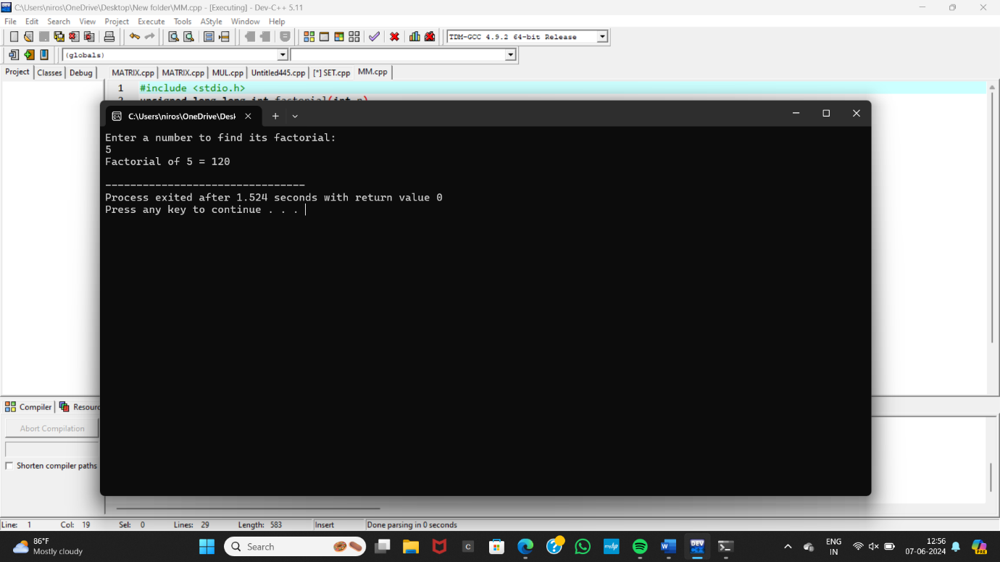 C:\Users\niros\OneDrive\Desktop\New folder\MM.cpp - [Executing] - Dev-C++ 5.11
File Edit Search View Project Execute Tools AStyle Window Help
TDM-GCC 4.9.2 64-bit Release
(globals)
Project Classes Debug MATRIX.cpp MATRIX.cpp MUL.cpp Untitled445.cpp [*] SET.cpp MM.cpp
1 #include <stdio.h>
2 unsigned long long int factorial(int n)
C:\Users\niros\OneDrive\Desl
Enter a number to find its factorial:
5
Factorial of 5 = 120
--------------------------------
Process exited after 1.524 seconds with return value 0
Press any key to continue . . .
Compiler Resourc
Abort Compilation
Shorten compiler paths
Line: 1 Col: 19 Sel: 0 Lines: 29 Length: 583 Insert Done parsing in 0 seconds
86°F
Mostly cloudy
Search
C
myhp
W
DEV
PRE
ENG
IN
12:56
07-06-2024